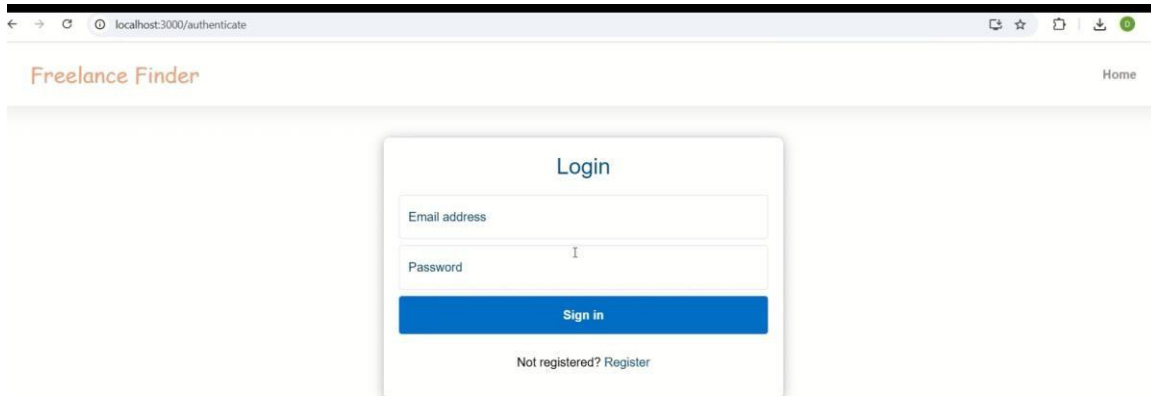 localhost:3000/authenticate
D
Freelance Finder
Home
Login
Email address
Password
Sign in
Not registered? Register